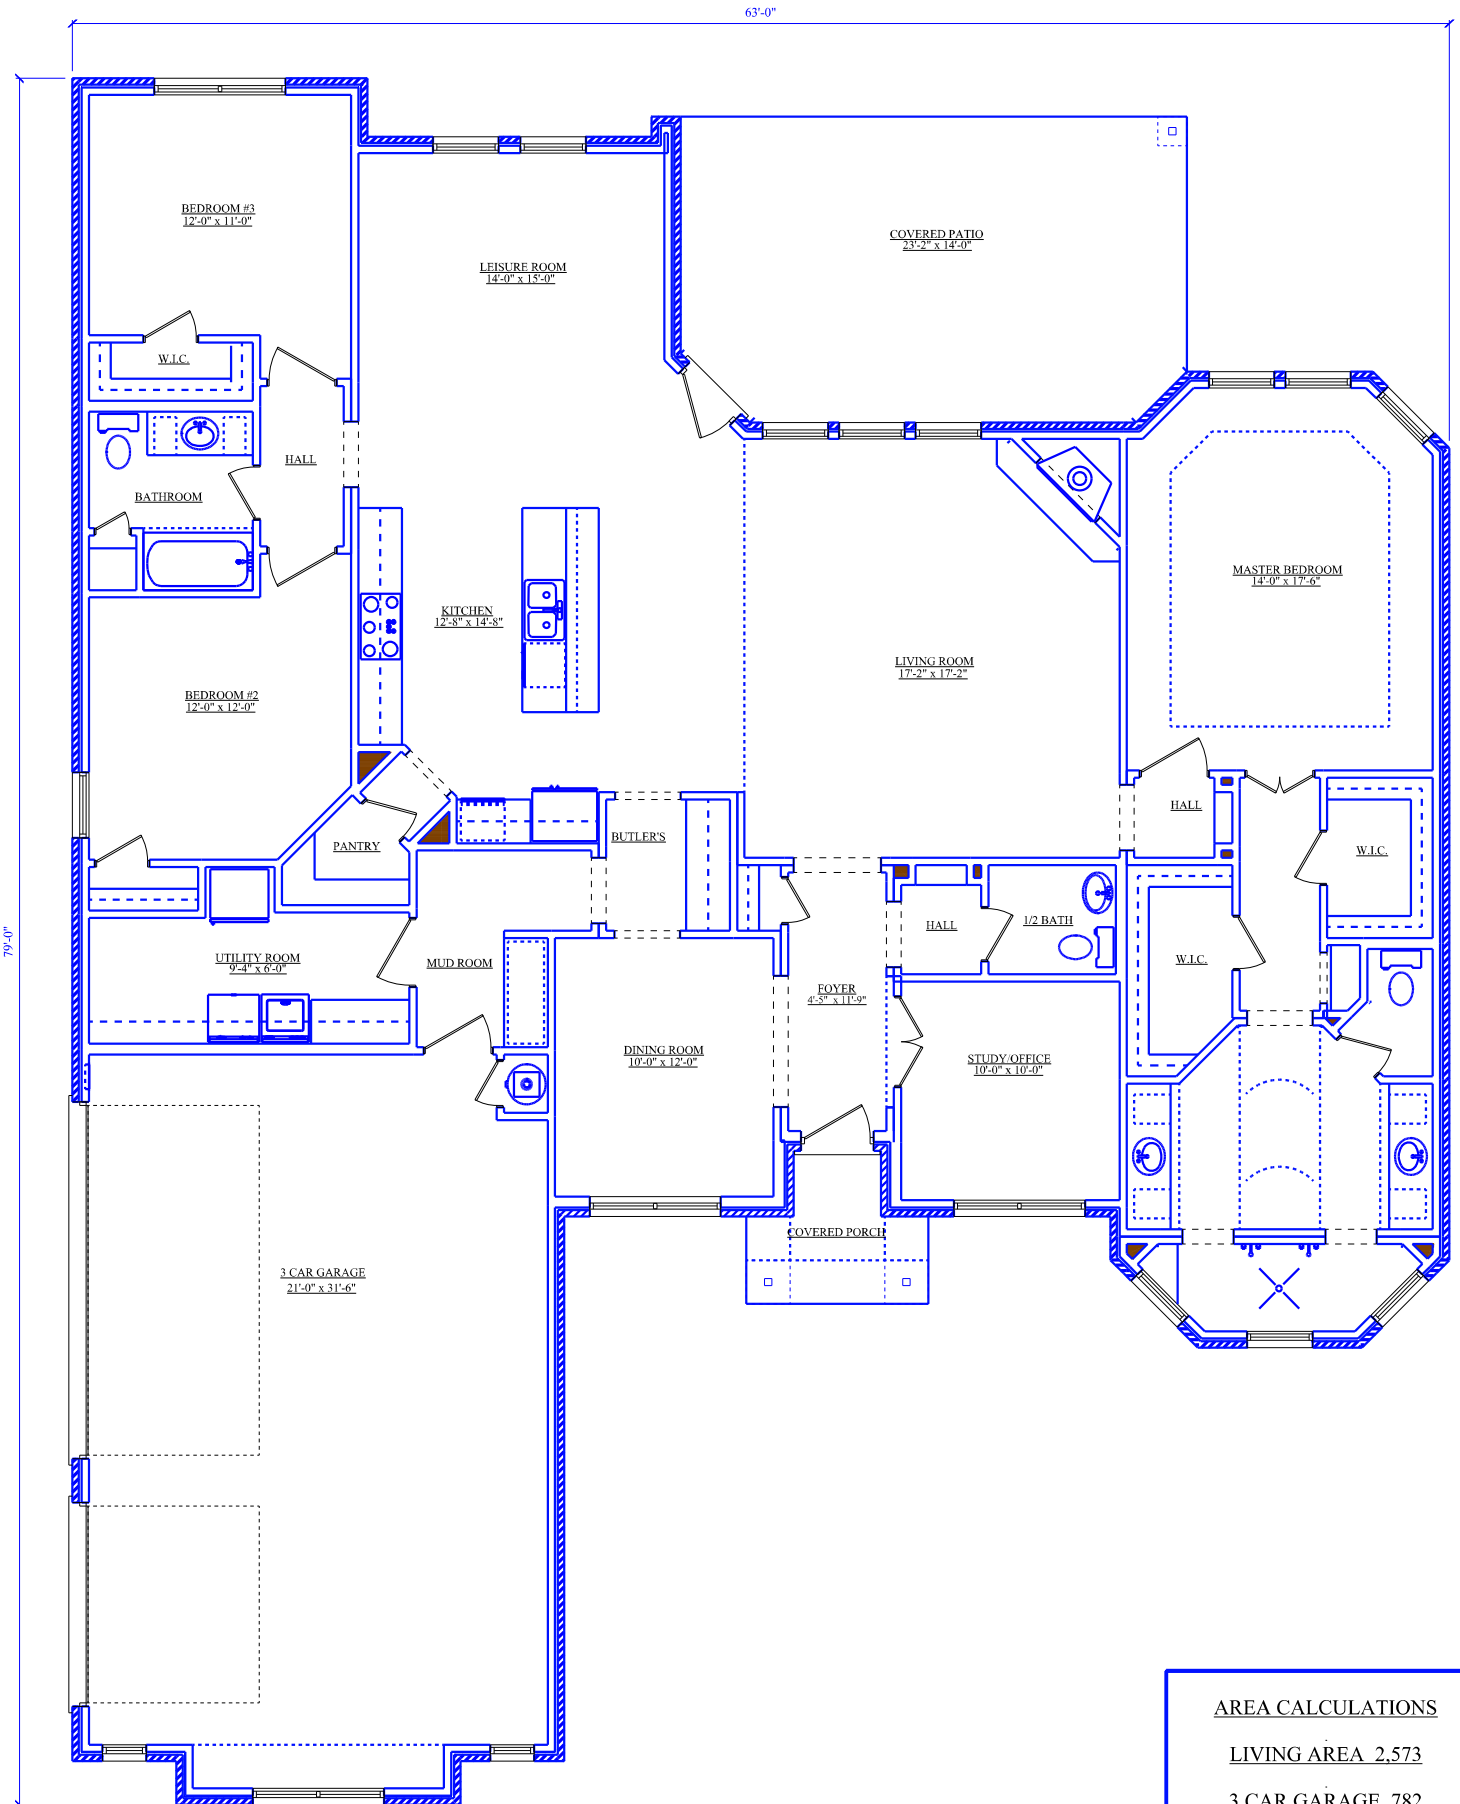 63'-0"
79'-0"
BEDROOM #3
12'-0" x 11'-0"
COVERED PATIO
23'-2" x 14'-0"
LEISURE ROOM
14'-0" x 15'-0"
W.I.C.
HALL
BATHROOM
MASTER BEDROOM
14'-0" x 17'-6"
KITCHEN
12'-8" x 14'-8"
LIVING ROOM
17'-2" x 17'-2"
BEDROOM #2
12'-0" x 12'-0"
HALL
BUTLER'S
PANTRY
W.I.C.
HALL
1/2 BATH
UTILITY ROOM
9'-4" x 6'-0"
MUD ROOM
W.I.C.
FOYER
4'-5" x 11'-9"
DINING ROOM
10'-0" x 12'-0"
STUDY/OFFICE
10'-0" x 10'-0"
COVERED PORCH
3 CAR GARAGE
21'-0" x 31'-6"
AREA CALCULATIONS
LIVING AREA 2,573
3 CAR GARAGE 782